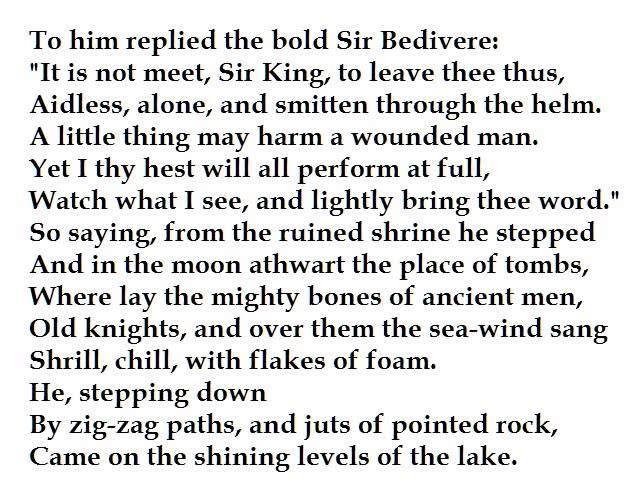 To him replied the bold Sir Bedivere:
"It is not meet, Sir King, to leave thee thus,
Aidless, alone, and smitten through the helm.
A little thing may harm a wounded man.
Yet I thy hest will all perform at full,
Watch what I see, and lightly bring thee word."
So saying, from the ruined shrine he stepped
And in the moon athwart the place of tombs,
Where lay the mighty bones of ancient men,
Old knights, and over them the sea-wind sang
Shrill, chill, with flakes of foam.
He, stepping down
By zig-zag paths, and juts of pointed rock,
Came on the shining levels of the lake.